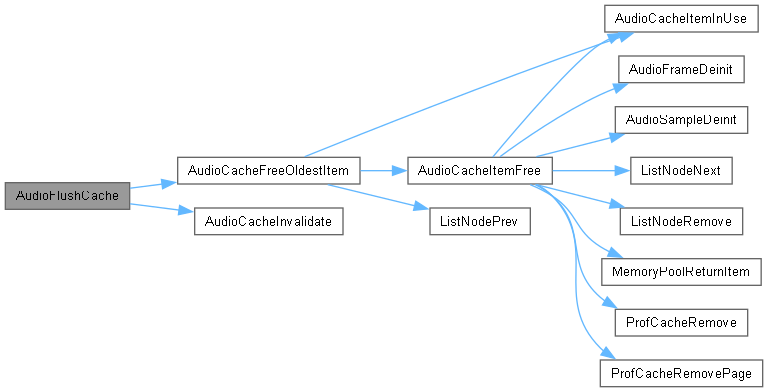 AudioCacheItemInUse
AudioFrameDeinit
AudioSampleDeinit
AudioCacheFreeOldestItem
AudioCacheItemFree
ListNodeNext
AudioFlushCache
AudioCacheInvalidate
ListNodePrev
ListNodeRemove
MemoryPoolReturnItem
ProfCacheRemove
ProfCacheRemovePage